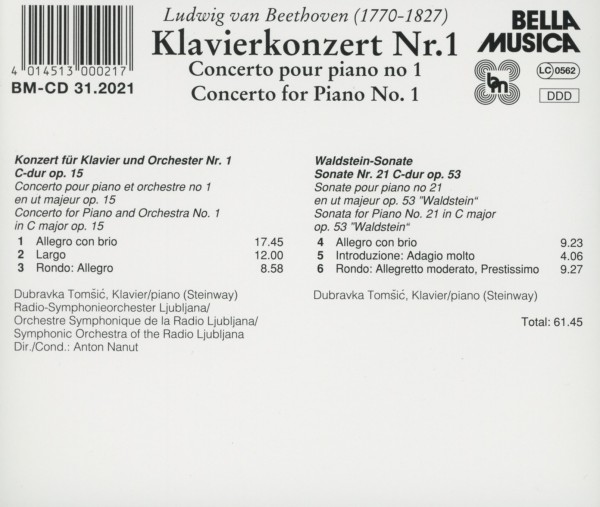 Ludwig van Beethoven (1770-1827)
Klavierkonzert Nr.1
Concerto pour piano no 1
Concerto for Piano No. 1
4 014513 000217
BM-CD 31.2021
BELLA
MUSICA
bm
LC 0562
DDD
Konzert für Klavier und Orchester Nr. 1
C-dur op. 15
Concerto pour piano et orchestre no 1
en ut majeur op. 15
Concerto for Piano and Orchestra No. 1
in C major op. 15
1 Allegro con brio 17.45
2 Largo 12.00
3 Rondo: Allegro 8.58
Dubravka Tomšić, Klavier/piano (Steinway)
Radio-Symphonieorchester Ljubljana/
Orchestre Symphonique de la Radio Ljubljana/
Symphonic Orchestra of the Radio Ljubljana
Dir./Cond.: Anton Nanut
Waldstein-Sonate
Sonate Nr. 21 C-dur op. 53
Sonate pour piano no 21
en ut majeur op. 53 "Waldstein"
Sonata for Piano No. 21 in C major
op. 53 "Waldstein"
4 Allegro con brio 9.23
5 Introduzione: Adagio molto 4.06
6 Rondo: Allegretto moderato, Prestissimo 9.27
Dubravka Tomšić, Klavier/piano (Steinway)
Total: 61.45